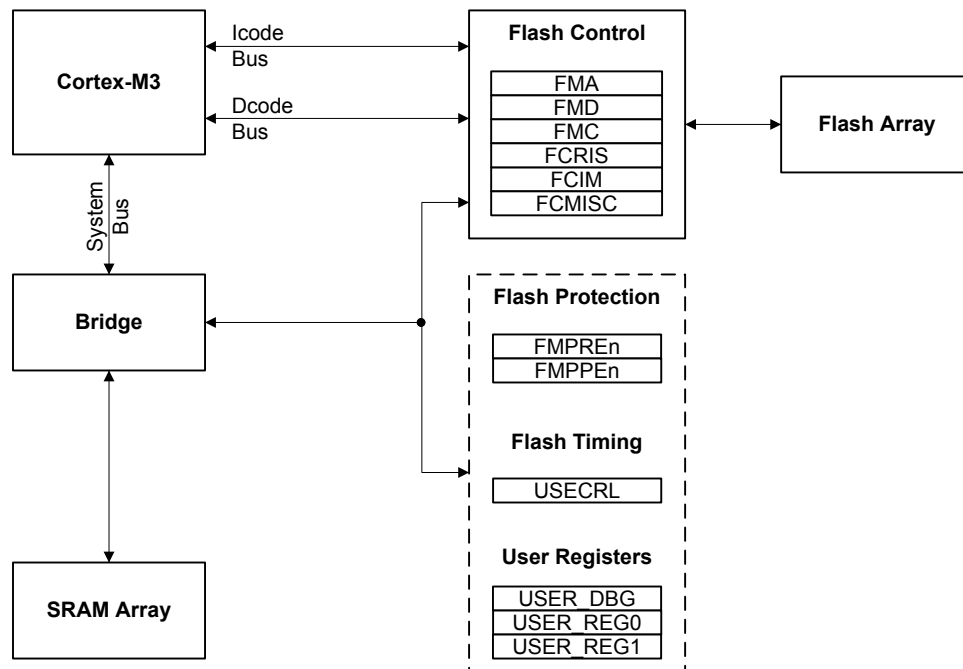 Cortex-M3
Icode
Bus
Dcode
Bus
System
Bus
Flash Control
FMA
FMD
FMC
FCRIS
FCIM
FCMISC
Flash Array
Bridge
Flash Protection
FMPREn
FMPPEn
Flash Timing
USECRL
User Registers
USER_DBG
USER_REG0
USER_REG1
SRAM Array